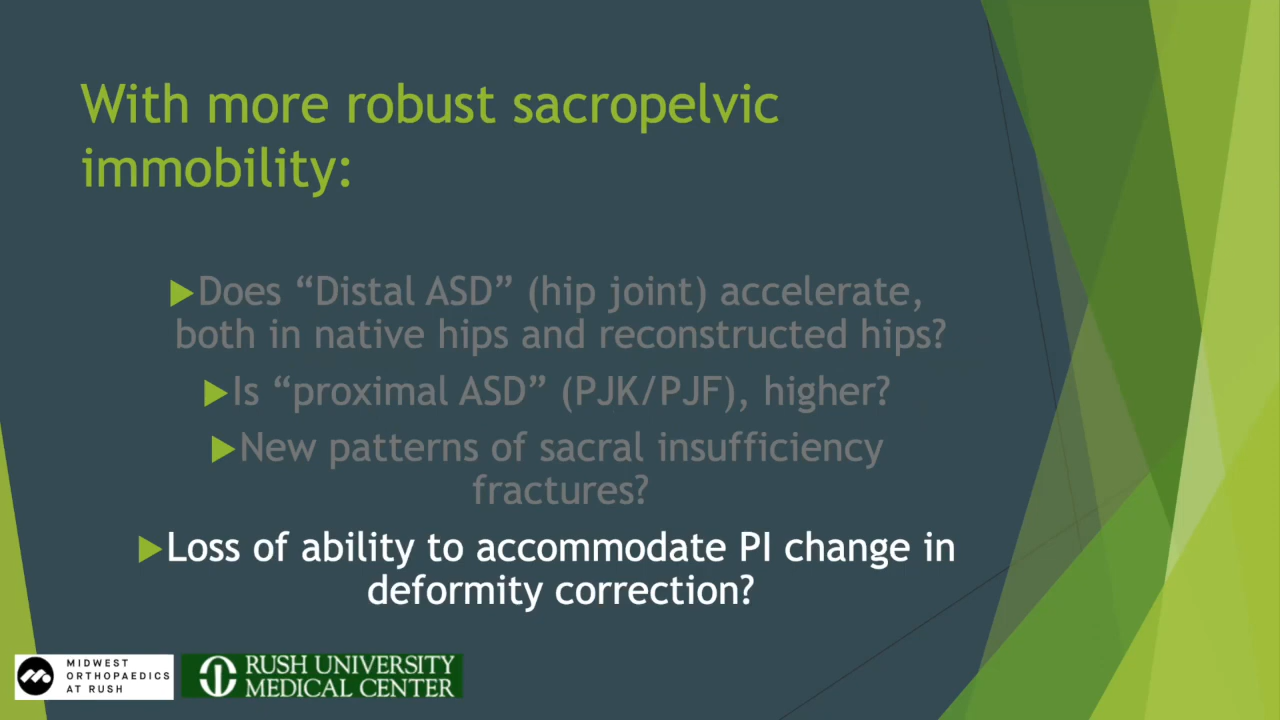 With more robust sacropelvic
immobility:
Does “Distal ASD” (hip joint) accelerate,
both in native hips and reconstructed hips?
Is “proximal ASD” (PJK/PJF), higher?
New patterns of sacral insufficiency
fractures?
Loss of ability to accommodate PI change in
deformity correction?
MIDWEST
ORTHOPAEDICS
AT RUSH
RUSH UNIVERSITY
MEDICAL CENTER